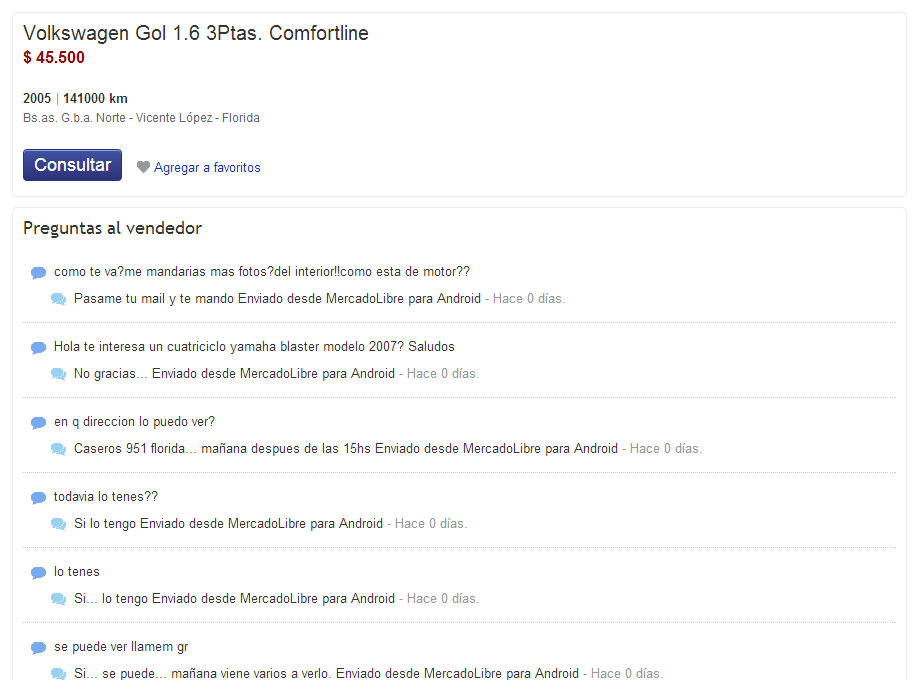 Volkswagen Gol 1.6 3Ptas. Comfortline
$ 45.500
2005 | 141000 km
Bs.as. G.b.a. Norte - Vicente López - Florida
Consultar Agregar a favoritos
Preguntas al vendedor
como te va?me mandarias mas fotos?del interior!!como esta de motor??
Pasame tu mail y te mando Enviado desde MercadoLibre para Android - Hace 0 días.
Hola te interesa un cuatriciclo yamaha blaster modelo 2007? Saludos
No gracias... Enviado desde MercadoLibre para Android - Hace 0 días.
en q direccion lo puedo ver?
Caseros 951 florida... mañana despues de las 15hs Enviado desde MercadoLibre para Android - Hace 0 días.
todavia lo tenes??
Si lo tengo Enviado desde MercadoLibre para Android - Hace 0 días.
lo tenes
Si... lo tengo Enviado desde MercadoLibre para Android - Hace 0 días.
se puede ver llamem gr
Si... se puede... mañana viene varios a verlo. Enviado desde MercadoLibre para Android - Hace 0 días.